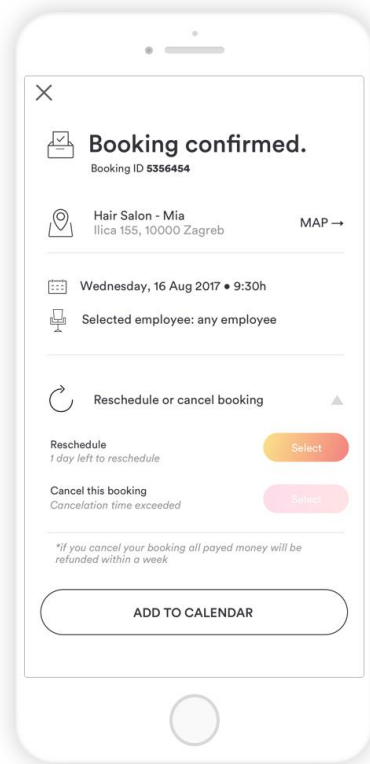 Booking confirmed.
Booking ID 5356454
Hair Salon - Mia
Ilica 155, 10000 Zagreb
MAP →
Wednesday, 16 Aug 2017 • 9:30h
Selected employee: any employee
Reschedule or cancel booking
Reschedule
1 day left to reschedule
Select
Cancel this booking
Cancelation time exceeded
Select
*if you cancel your booking all payed money will be
refunded within a week
ADD TO CALENDAR